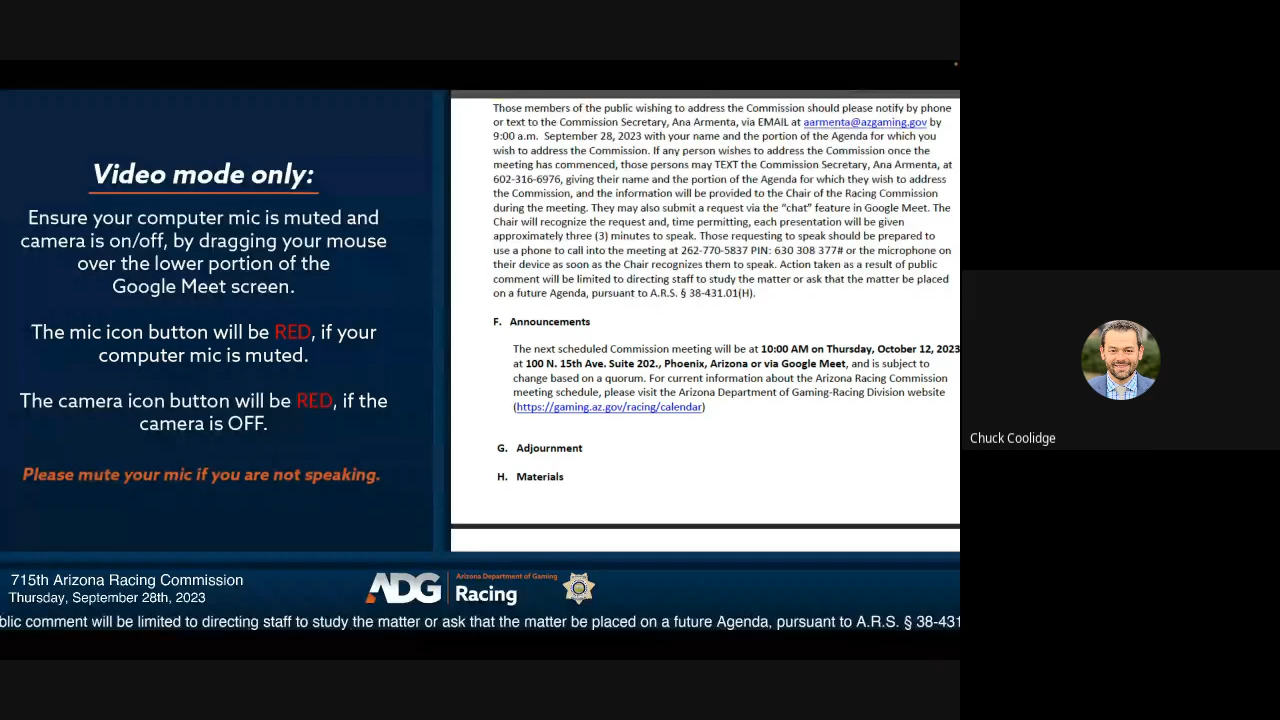 Video mode only:
Ensure your computer mic is muted and
camera is on/off, by dragging your mouse
over the lower portion of the
Google Meet screen.
The mic icon button will be RED, if your
computer mic is muted.
The camera icon button will be RED, if the
camera is OFF.
Please mute your mic if you are not speaking.
Those members of the public wishing to address the Commission should please notify by phone
or text to the Commission Secretary, Ana Armenta, via EMAIL at aarmenta@azgaming.gov by
9:00 a.m. September 28, 2023 with your name and the portion of the Agenda for which you
wish to address the Commission. If any person wishes to address the Commission once the
meeting has commenced, those persons may TEXT the Commission Secretary, Ana Armenta, at
602-316-6976, giving their name and the portion of the Agenda for which they wish to address
the Commission, and the information will be provided to the Chair of the Racing Commission
during the meeting. They may also submit a request via the “chat” feature in Google Meet. The
Chair will recognize the request and, time permitting, each presentation will be given
approximately three (3) minutes to speak. Those requesting to speak should be prepared to
use a phone to call into the meeting at 262-770-5837 PIN: 630 308 377# or the microphone on
their device as soon as the Chair recognizes them to speak. Action taken as a result of public
comment will be limited to directing staff to study the matter or ask that the matter be placed
on a future Agenda, pursuant to A.R.S. § 38-431.01(H).
F. Announcements
The next scheduled Commission meeting will be at 10:00 AM on Thursday, October 12, 2023
at 100 N. 15th Ave. Suite 202., Phoenix, Arizona or via Google Meet, and is subject to
change based on a quorum. For current information about the Arizona Racing Commission
meeting schedule, please visit the Arizona Department of Gaming-Racing Division website
(https://gaming.az.gov/racing/calendar)
G. Adjournment
H. Materials
Chuck Coolidge
715th Arizona Racing Commission
Thursday, September 28th, 2023
ADG
Arizona Department of Gaming
Racing
blic comment will be limited to directing staff to study the matter or ask that the matter be placed on a future Agenda, pursuant to A.R.S. § 38-431